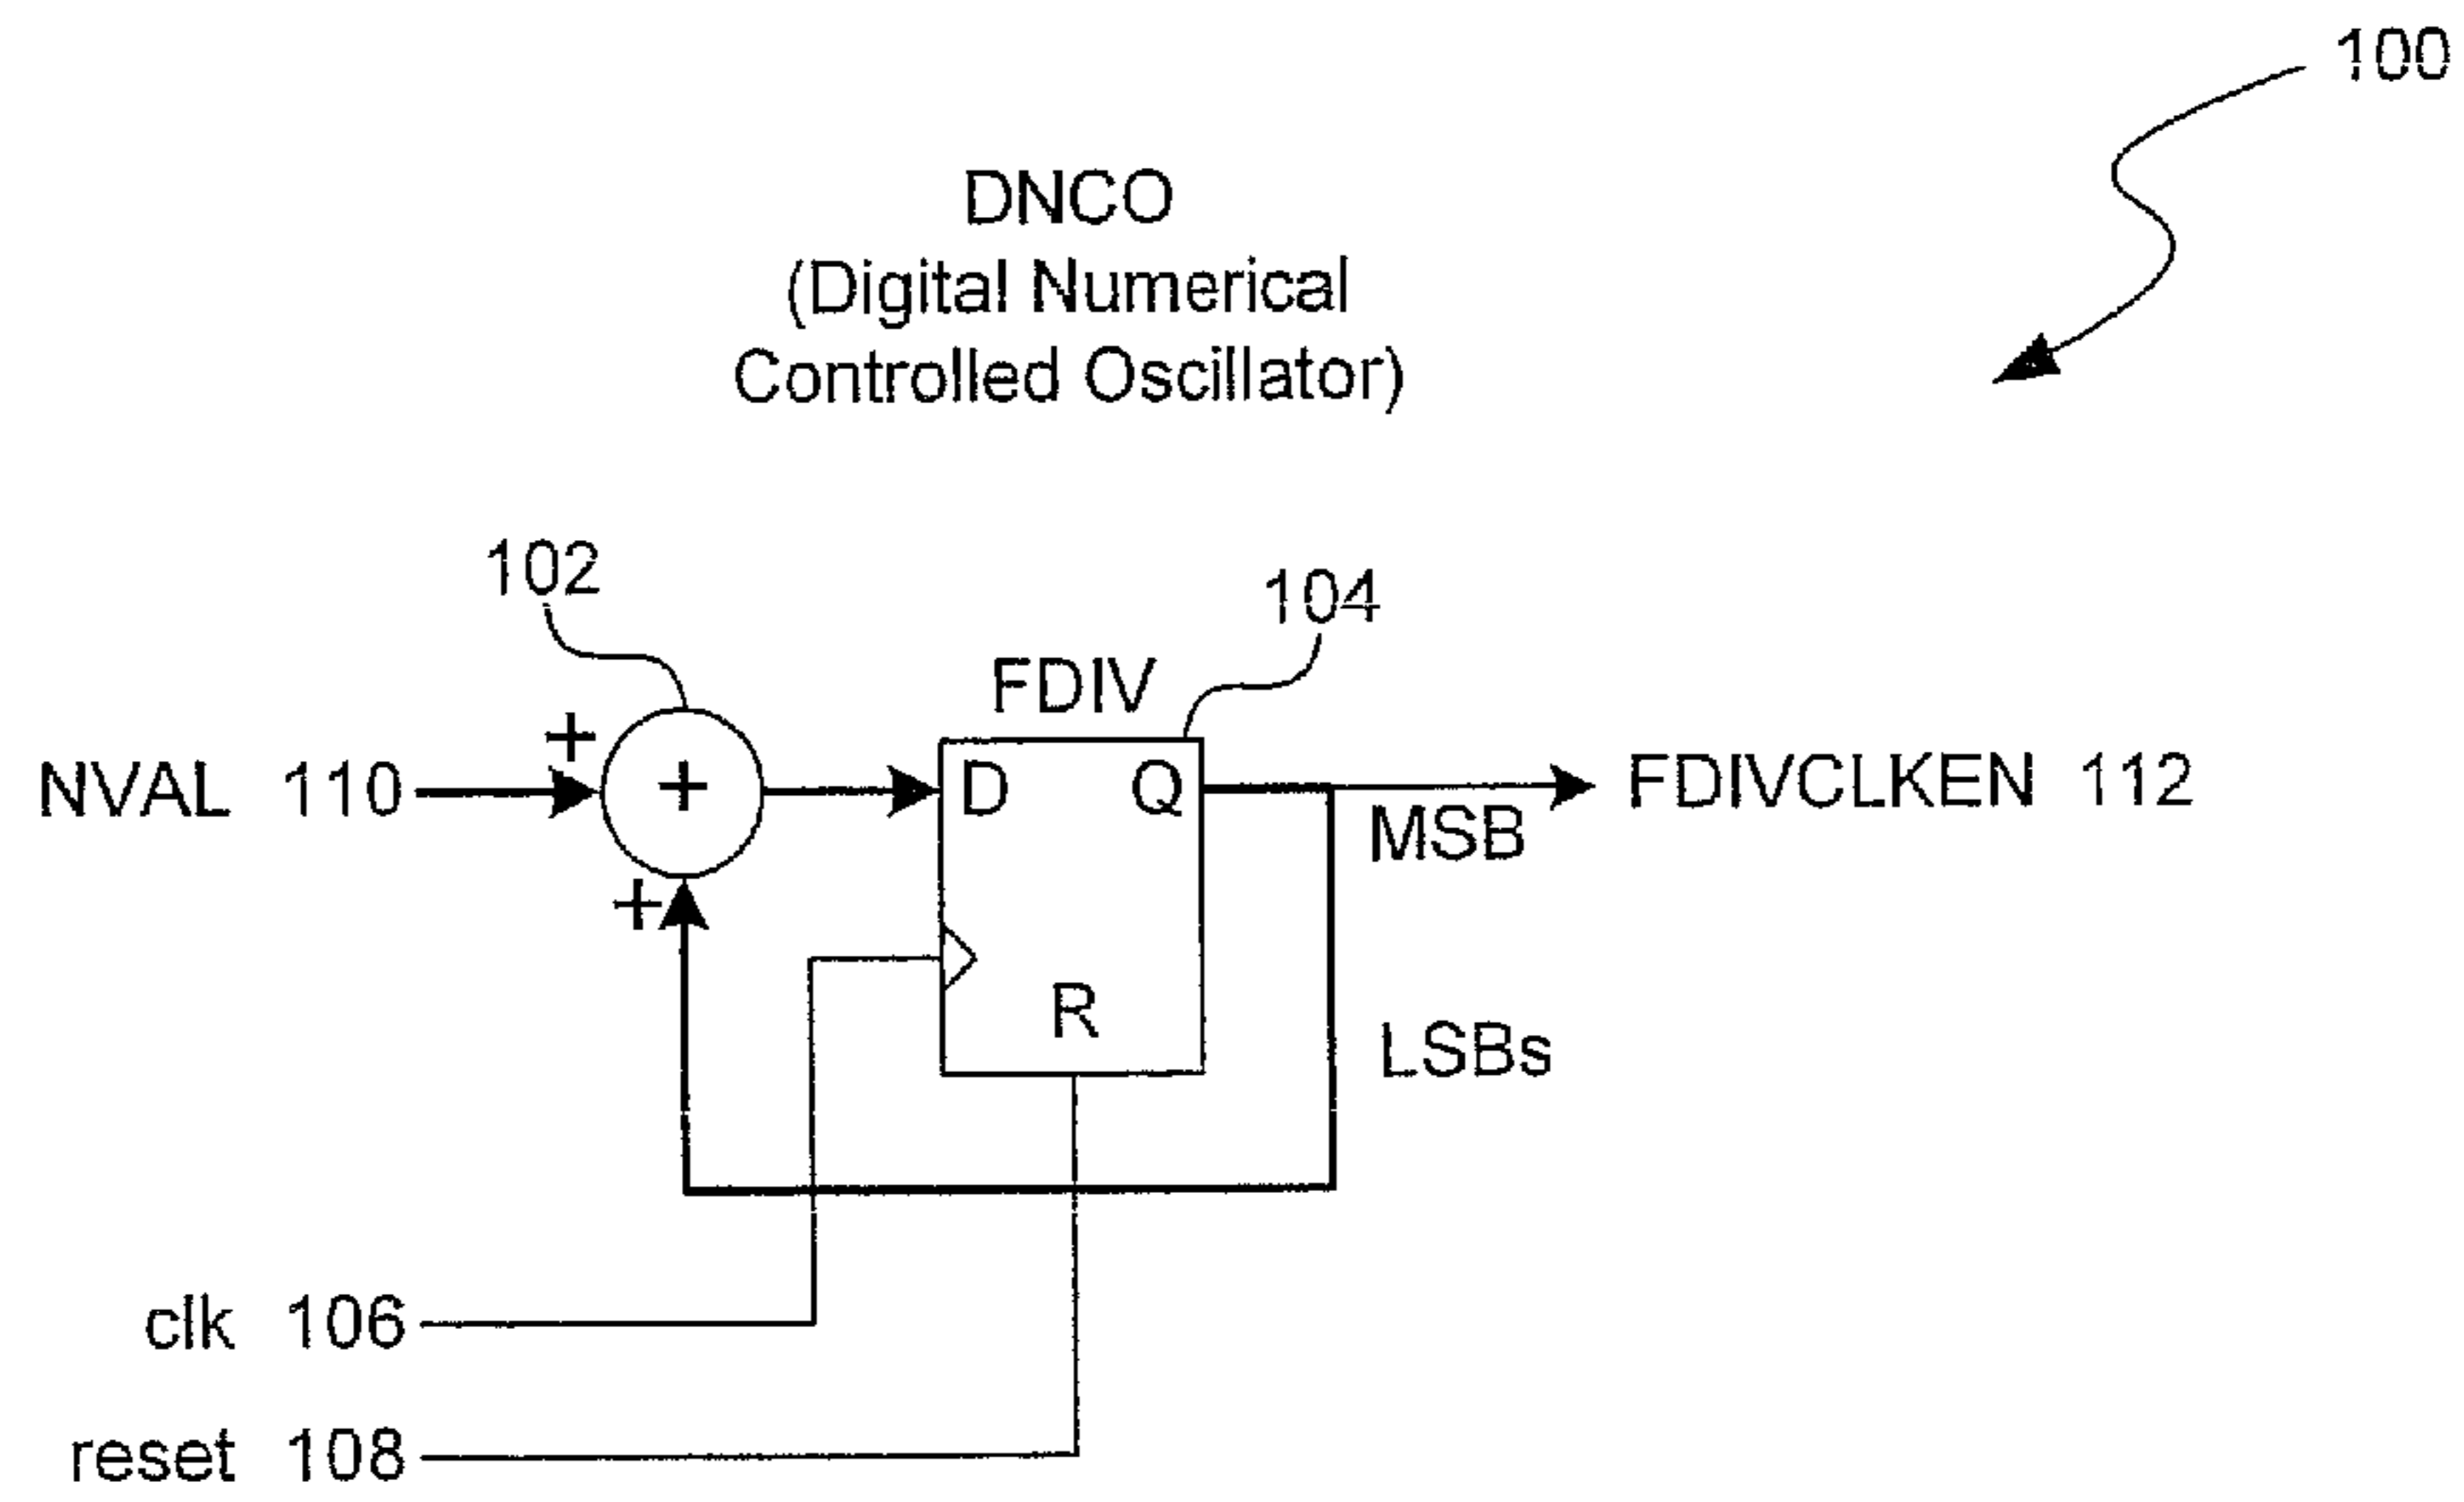 100
DNCO
(Digital Numerical
Controlled Oscillator)
102
104
FDIV
+
NVAL 110
+
D
Q
FDIVCLKEN 112
MSB
+
R
LSBs
clk 106
reset 108